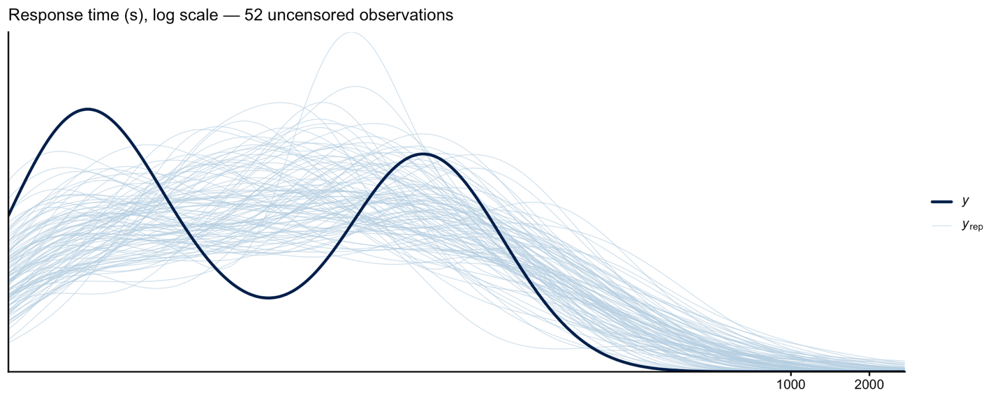 Response time (s), log scale — 52 uncensored observations
y
yrep
1000 2000